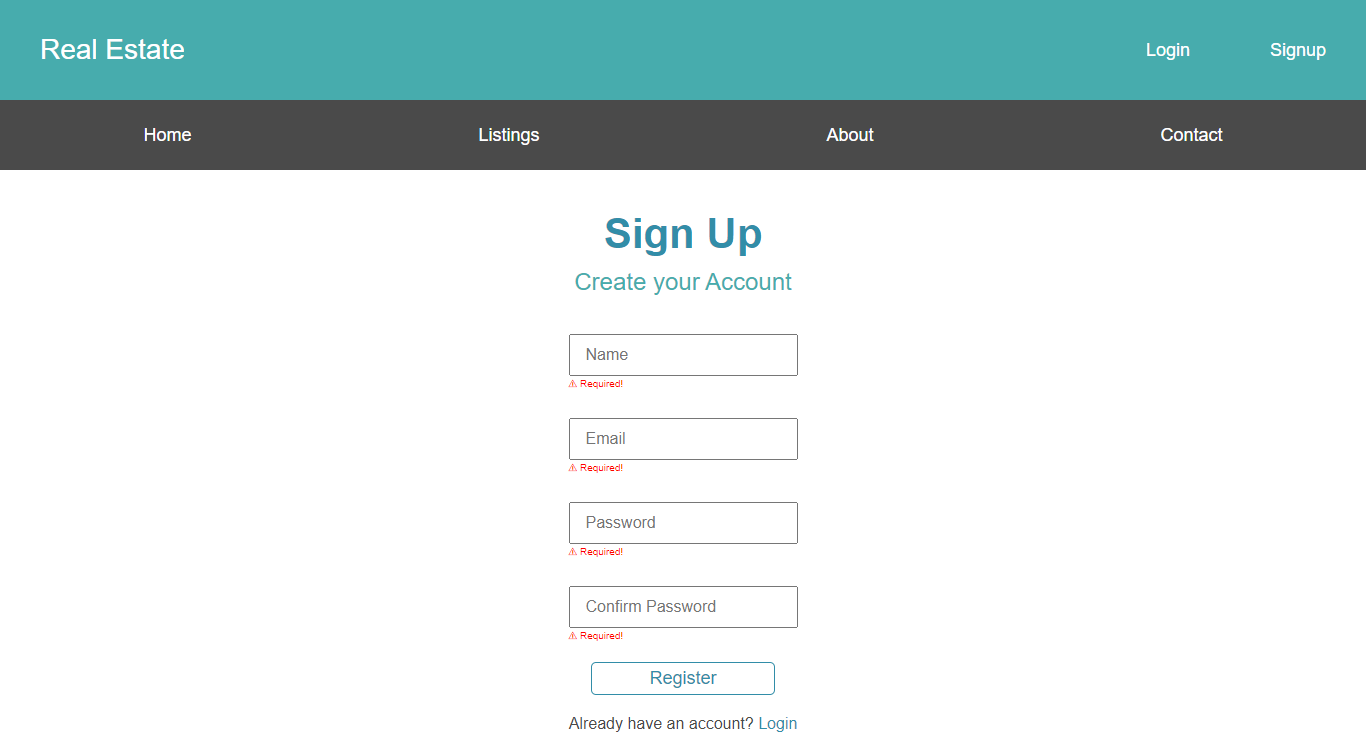 Real Estate Login Signup
Home Listings About Contact
Sign Up
Create your Account
Name
⚠ Required!
Email
⚠ Required!
Password
⚠ Required!
Confirm Password
⚠ Required!
Register
Already have an account? Login